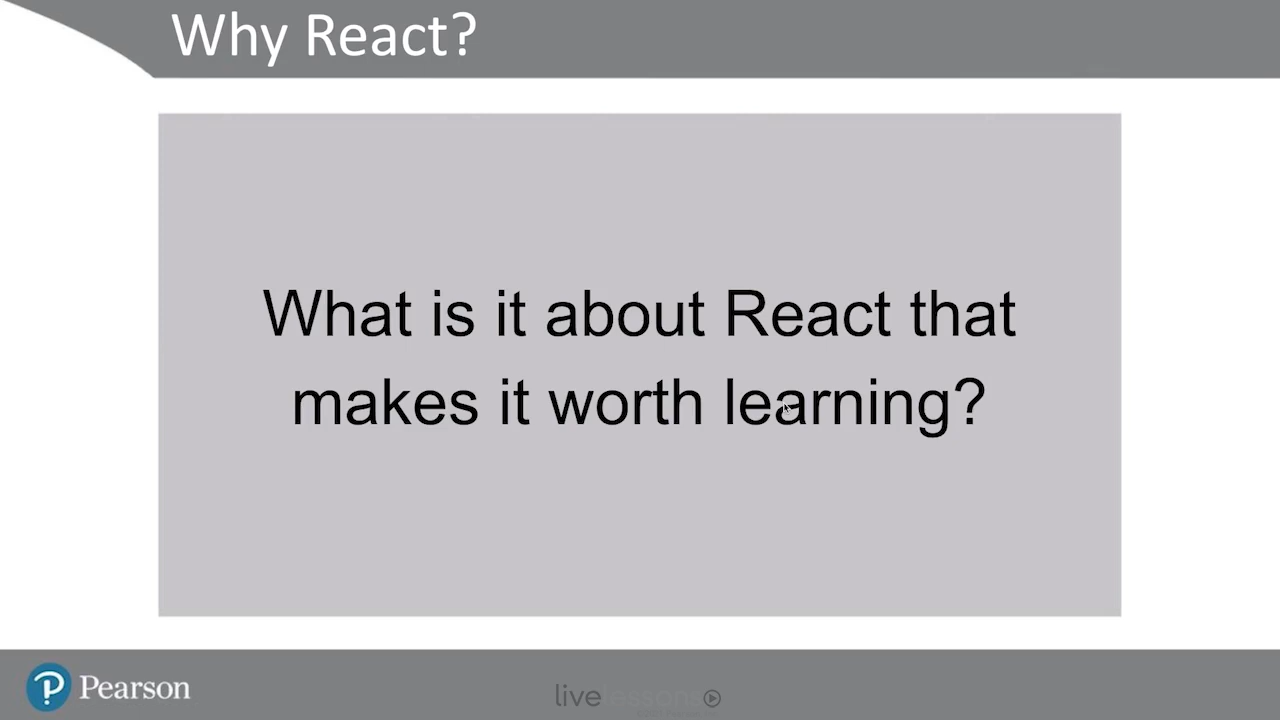 Why React?
What is it about React that
makes it worth learning?
Pearson
livelessons